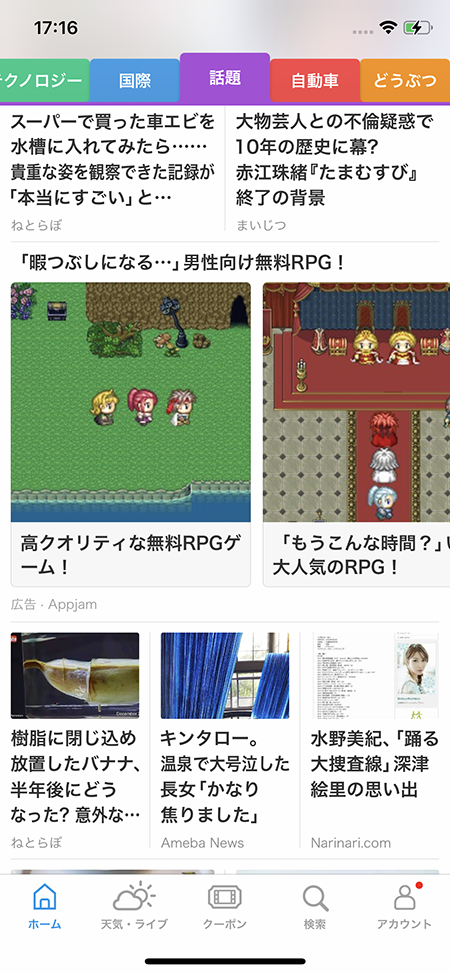 17:16
クノロジー
国際
話題
自動車
どうぶつ
スーパーで買った車エビを
水槽に入れてみたら……
貴重な姿を観察できた記録が
「本当にすごい」と…
ねとらぼ
大物芸人との不倫疑惑で
10年の歴史に幕?
赤江珠緒『たまむすび』
終了の背景
まいじつ
「暇つぶしになる…」男性向け無料RPG！
高クオリティな無料RPGゲ
ーム！
「もうこんな時間？」い
大人気のRPG！
広告・Appjam
樹脂に閉じ込め
放置したバナナ、
半年後にどう
なった? 意外な…
ねとらぼ
キンタロー。
温泉で大号泣した
長女「かなり
焦りました」
Ameba News
水野美紀、「踊る
大捜査線」深津
絵里の思い出
Narinari.com
ホーム
天気・ライブ
クーポン
検索
アカウント